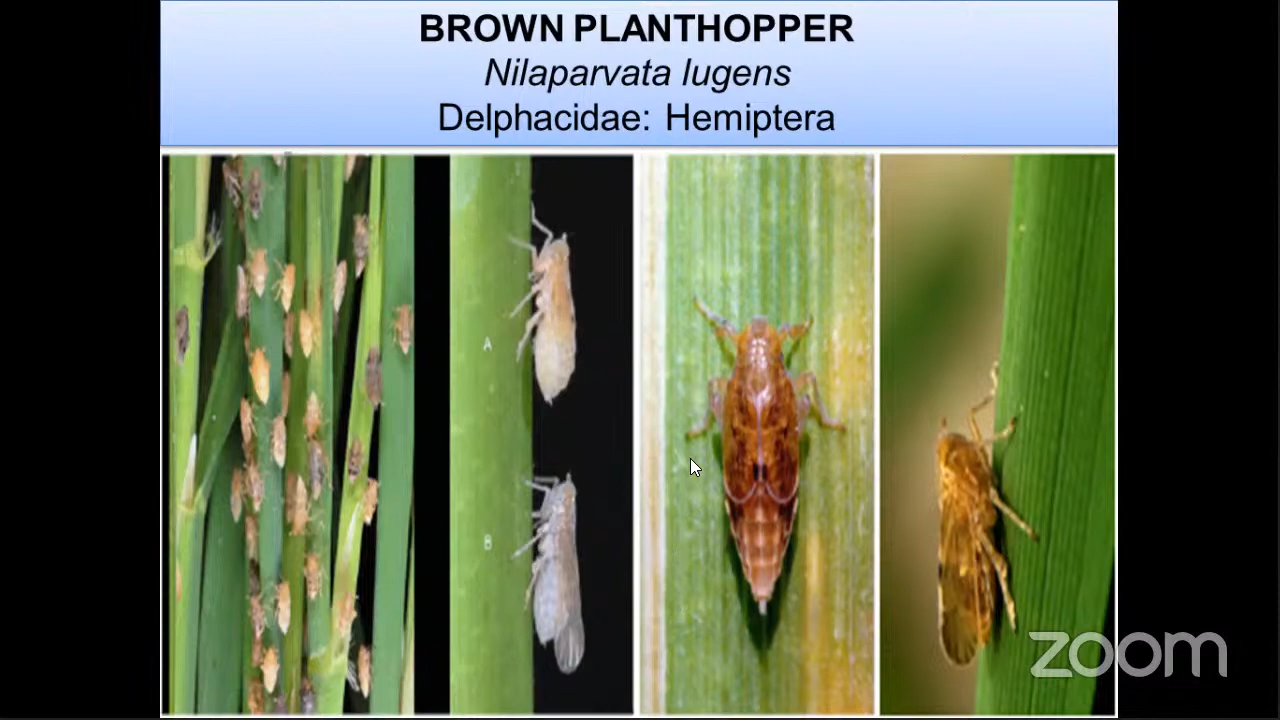 BROWN PLANTHOPPER
Nilaparvata lugens
Delphacidae: Hemiptera
A
B
zoom